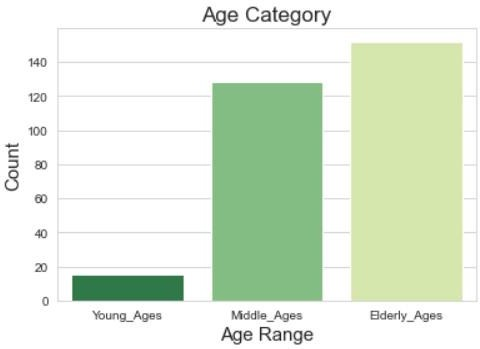 Age Category
Count
140
120
100
80
60
40
20
0
Young_Ages
Middle_Ages
Elderly_Ages
Age Range